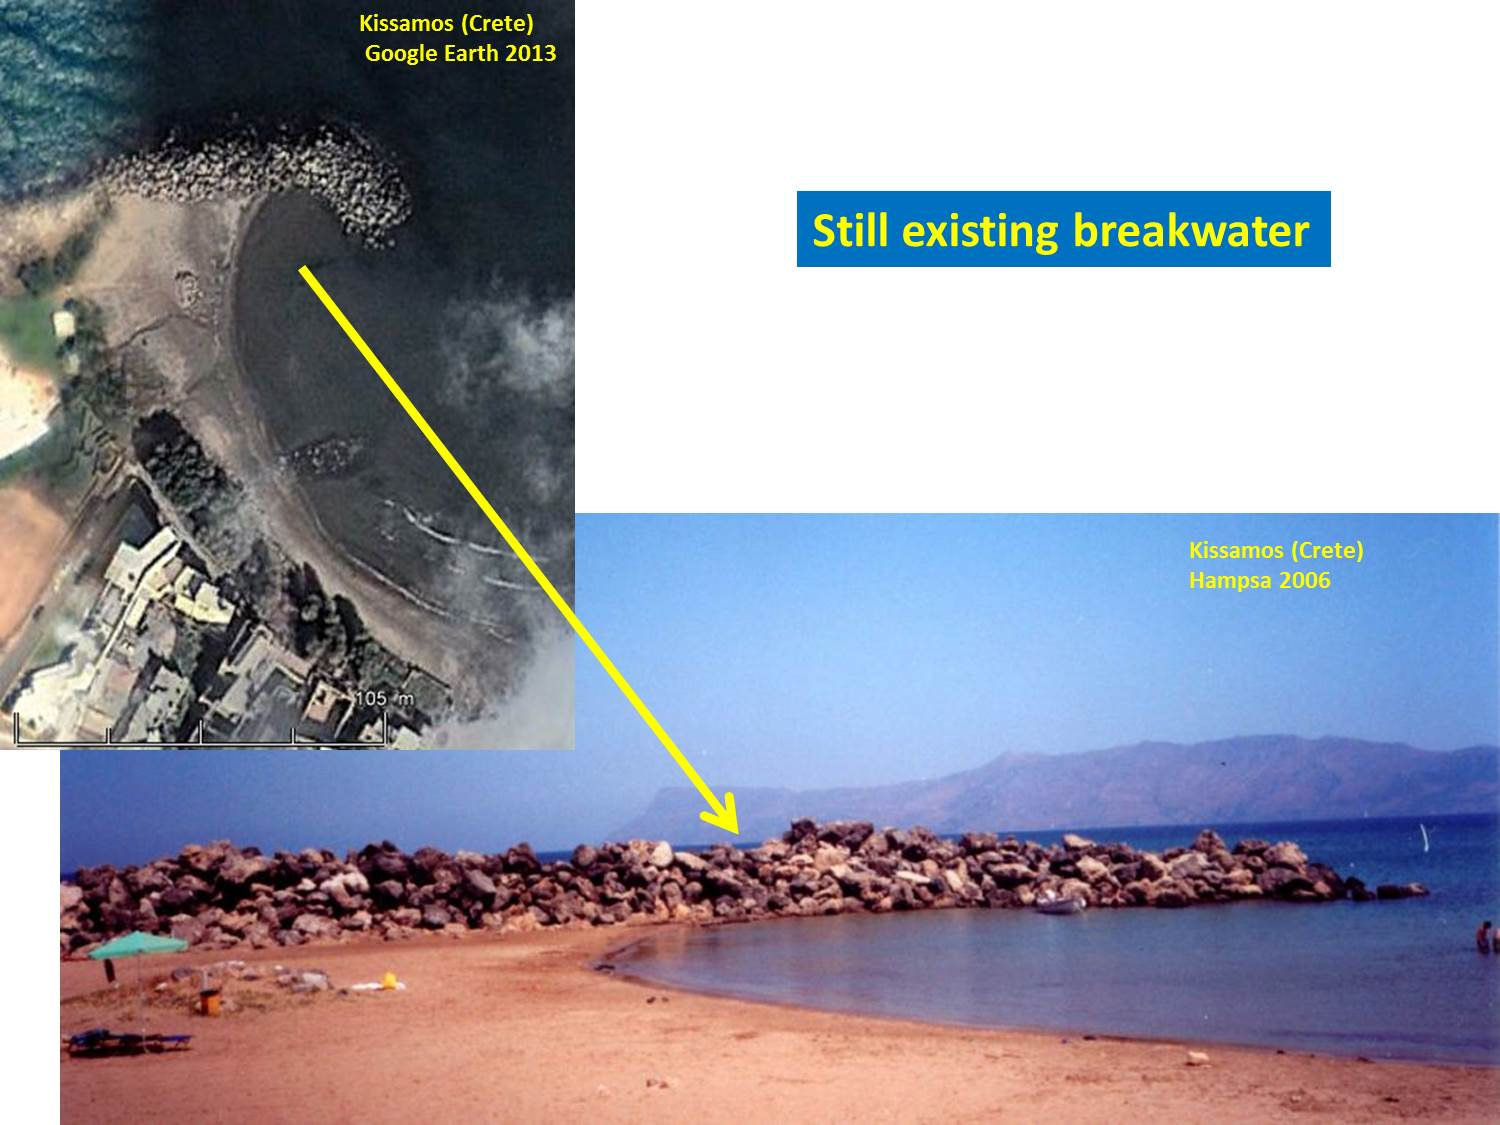 Kissamos (Crete)
Google Earth 2013
Still existing breakwater
Kissamos (Crete)
Hampsa 2006
105 m